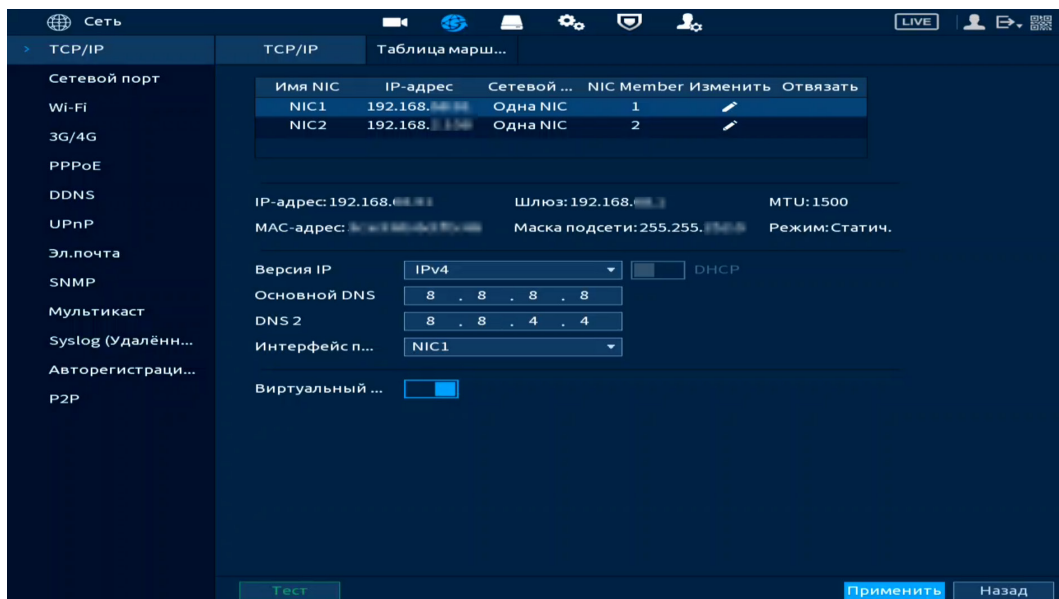 Сеть
LIVE
TCP/IP
Сетевой порт
Wi-Fi
3G/4G
PPPoE
DDNS
UPnP
Эл.почта
SNMP
Мультикаст
Syslog (Удалённ...
Авторегистраци...
P2P
TCP/IP Таблица марш...
Имя NIC IP-адрес Сетевой ... NIC Member Изменить Отвязать
NIC1 192.168. Одна NIC 1
NIC2 192.168. Одна NIC 2
IP-адрес:192.168. Шлюз:192.168. MTU:1500
MAC-адрес: Маска подсети:255.255. Режим:Статич.
Версия IP IPv4 DHCP
Основной DNS 8 . 8 . 8 . 8
DNS 2 8 . 8 . 4 . 4
Интерфейс п... NIC1
Виртуальный ...
Тест Применить Назад